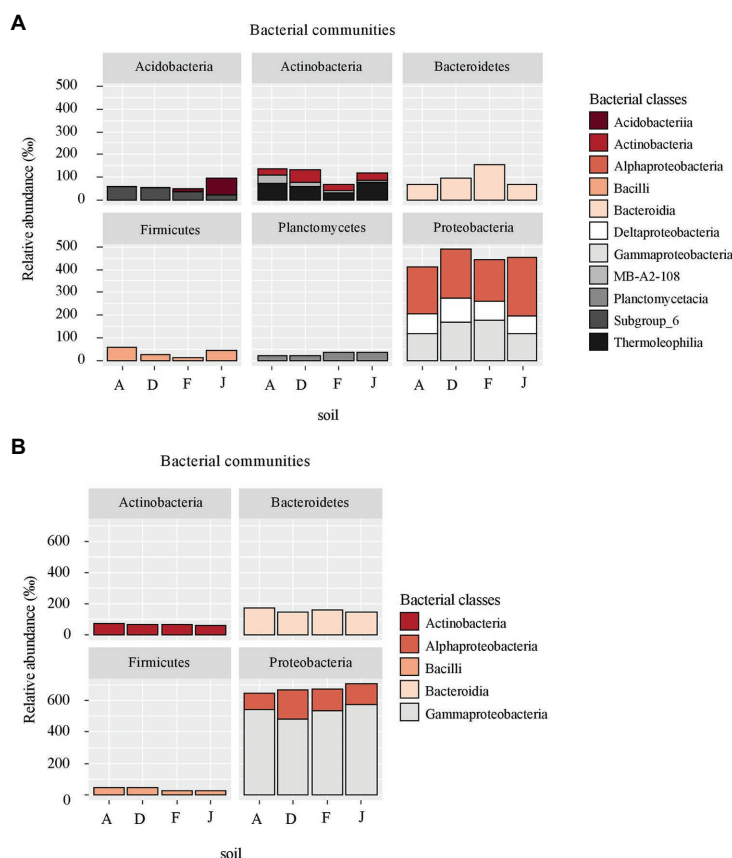 A
Bacterial communities
Acidobacteria Actinobacteria Bacteroidetes
500
400
300
200
100
0
Firmicutes Planctomycetes Proteobacteria
500
400
300
200
100
0
Relative abundance (‰)
A D F J A D F J A D F J
soil
Bacterial classes
Acidobacteriia
Actinobacteria
Alphaproteobacteria
Bacilli
Bacteroidia
Deltaproteobacteria
Gammaproteobacteria
MB-A2-108
Planctomycetacia
Subgroup_6
Thermoleophilia
B
Bacterial communities
Actinobacteria Bacteroidetes
600
400
200
0
Firmicutes Proteobacteria
600
400
200
0
Relative abundance (‰)
A D F J A D F J
soil
Bacterial classes
Actinobacteria
Alphaproteobacteria
Bacilli
Bacteroidia
Gammaproteobacteria